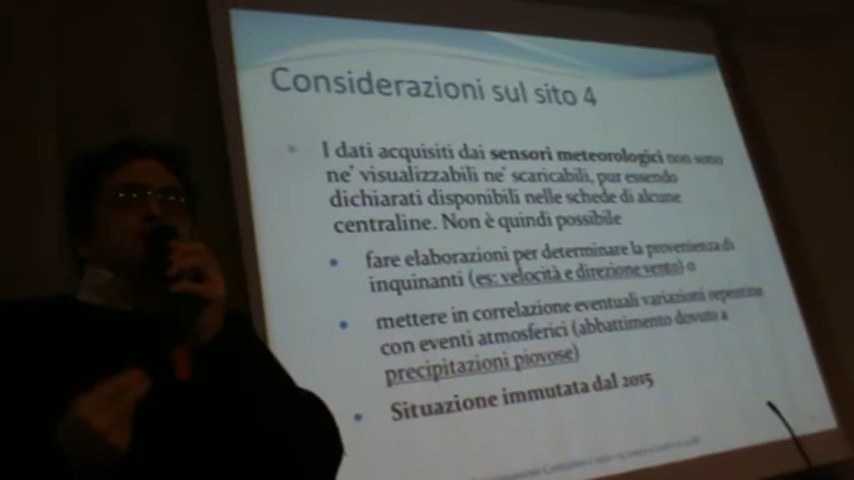 Considerazioni sul sito 4
I dati acquisiti dai sensori meteorologici non sono
ne' visualizzabili ne' scaricabili, pur essendo
dichiarati disponibili nelle schede di alcune
centraline. Non è quindi possibile
fare elaborazioni per determinare la provenienza di
inquinanti (es: velocità e direzione vento) o
mettere in correlazione eventuali variazioni repentine
con eventi atmosferici (abbattimento dovuto a
precipitazioni piovose)
Situazione immutata dal 2015